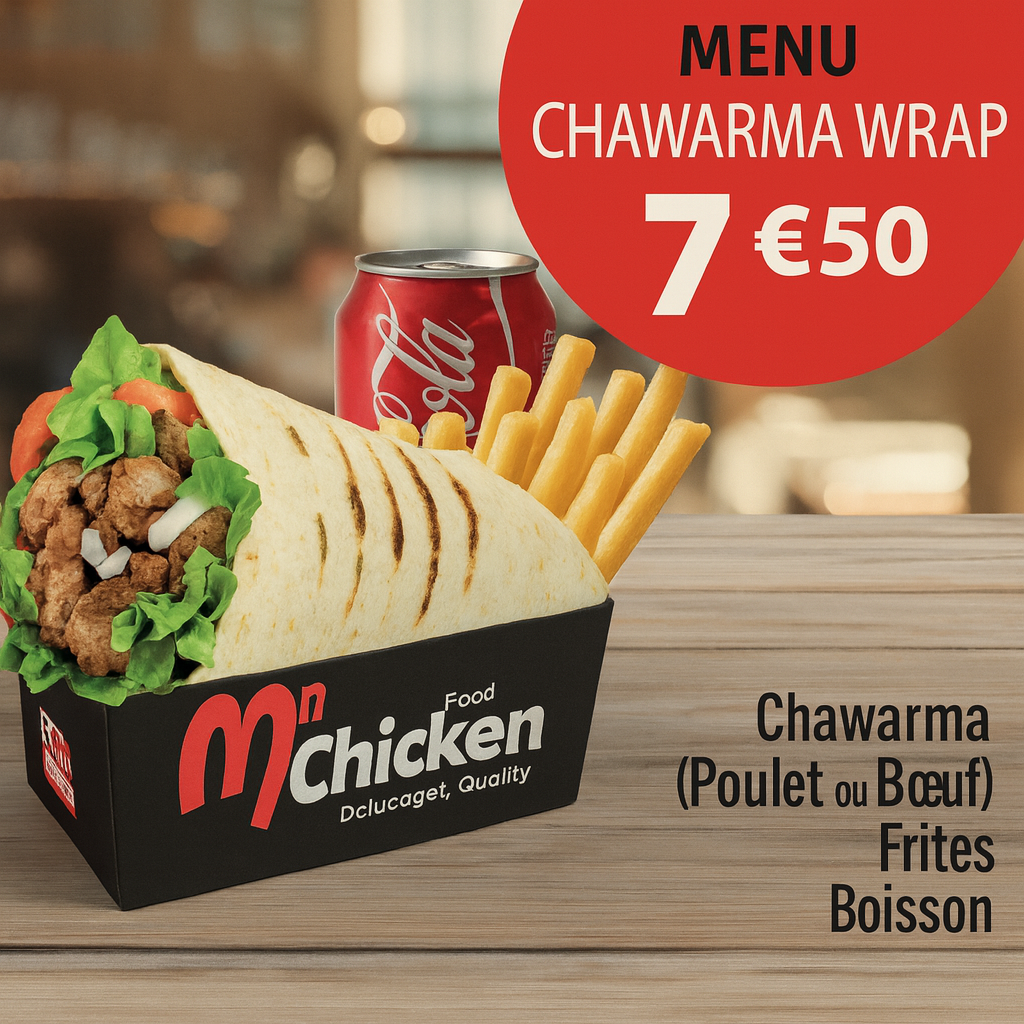 MENU
CHAWARMA WRAP
7 €50
Cola
Mn
Food
Chicken
Dclucaget, Quality
Chawarma
(Poulet ou Bœuf)
Frites
Boisson